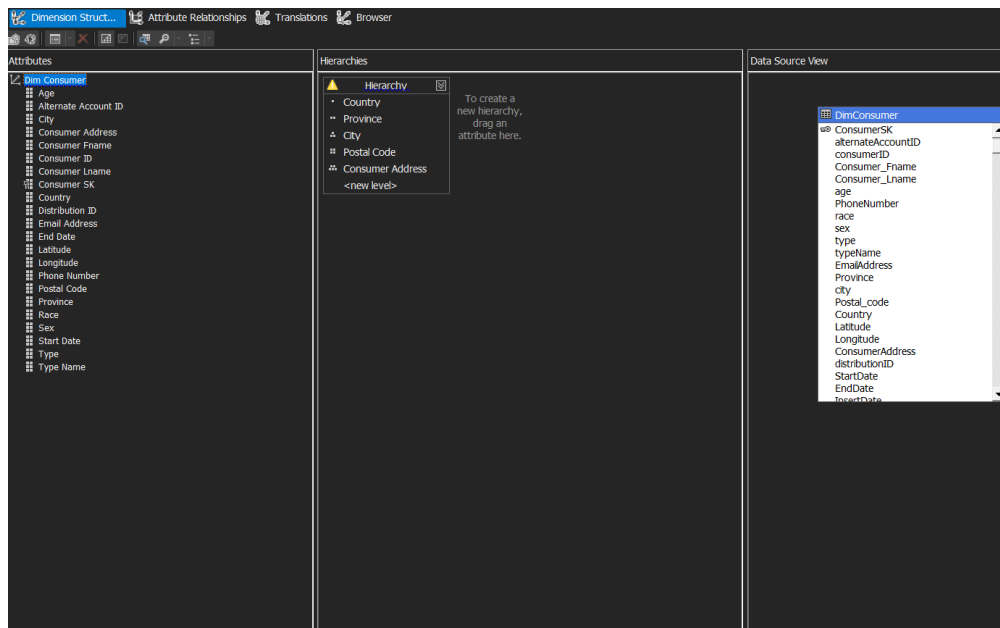 Dimension Struct... Attribute Relationships Translations Browser
Attributes
Dim Consumer
Age
Alternate Account ID
City
Consumer Address
Consumer Fname
Consumer ID
Consumer Lname
Consumer SK
Country
Distribution ID
Email Address
End Date
Latitude
Longitude
Phone Number
Postal Code
Province
Race
Sex
Start Date
Type
Type Name
Hierarchies
Hierarchy
Country
Province
City
Postal Code
Consumer Address
<new level>
To create a
new hierarchy,
drag an
attribute here.
Data Source View
DimConsumer
ConsumerSK
alternateAccountID
consumerID
Consumer_Fname
Consumer_Lname
age
PhoneNumber
race
sex
type
typeName
EmailAddress
Province
city
Postal_code
Country
Latitude
Longitude
ConsumerAddress
distributionID
StartDate
EndDate
InsertDate